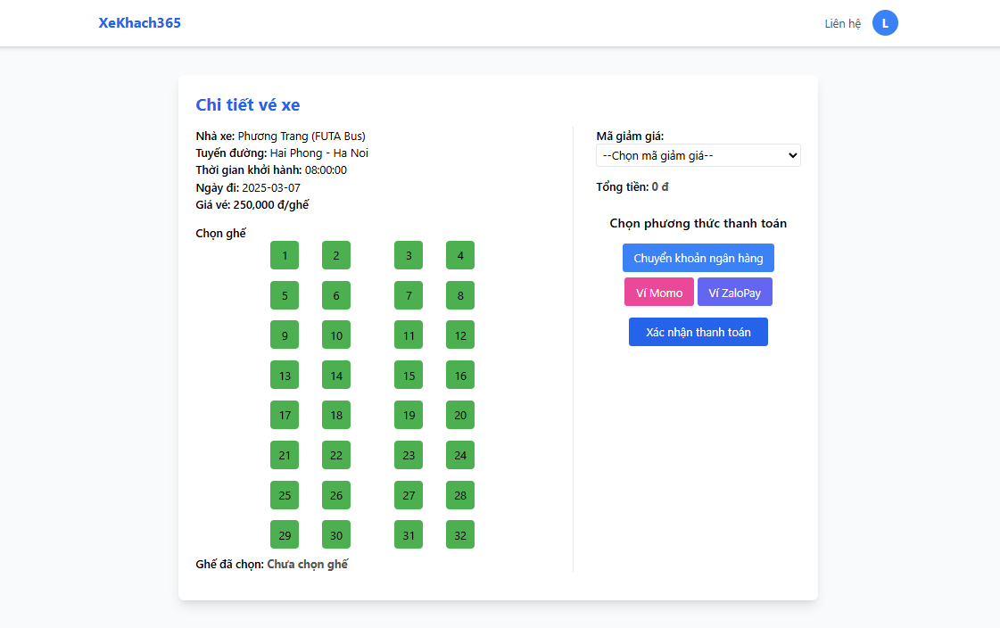 XeKhach365
Liên hệ
L
Chi tiết vé xe
Nhà xe: Phương Trang (FUTA Bus)
Tuyến đường: Hai Phong - Ha Noi
Thời gian khởi hành: 08:00:00
Ngày đi: 2025-03-07
Giá vé: 250,000 đ/ghế
Chọn ghế
1 2 3 4
5 6 7 8
9 10 11 12
13 14 15 16
17 18 19 20
21 22 23 24
25 26 27 28
29 30 31 32
Ghế đã chọn: Chưa chọn ghế
Mã giảm giá:
--Chọn mã giảm giá--
Tổng tiền: 0 đ
Chọn phương thức thanh toán
Chuyển khoản ngân hàng
Ví Momo
Ví ZaloPay
Xác nhận thanh toán